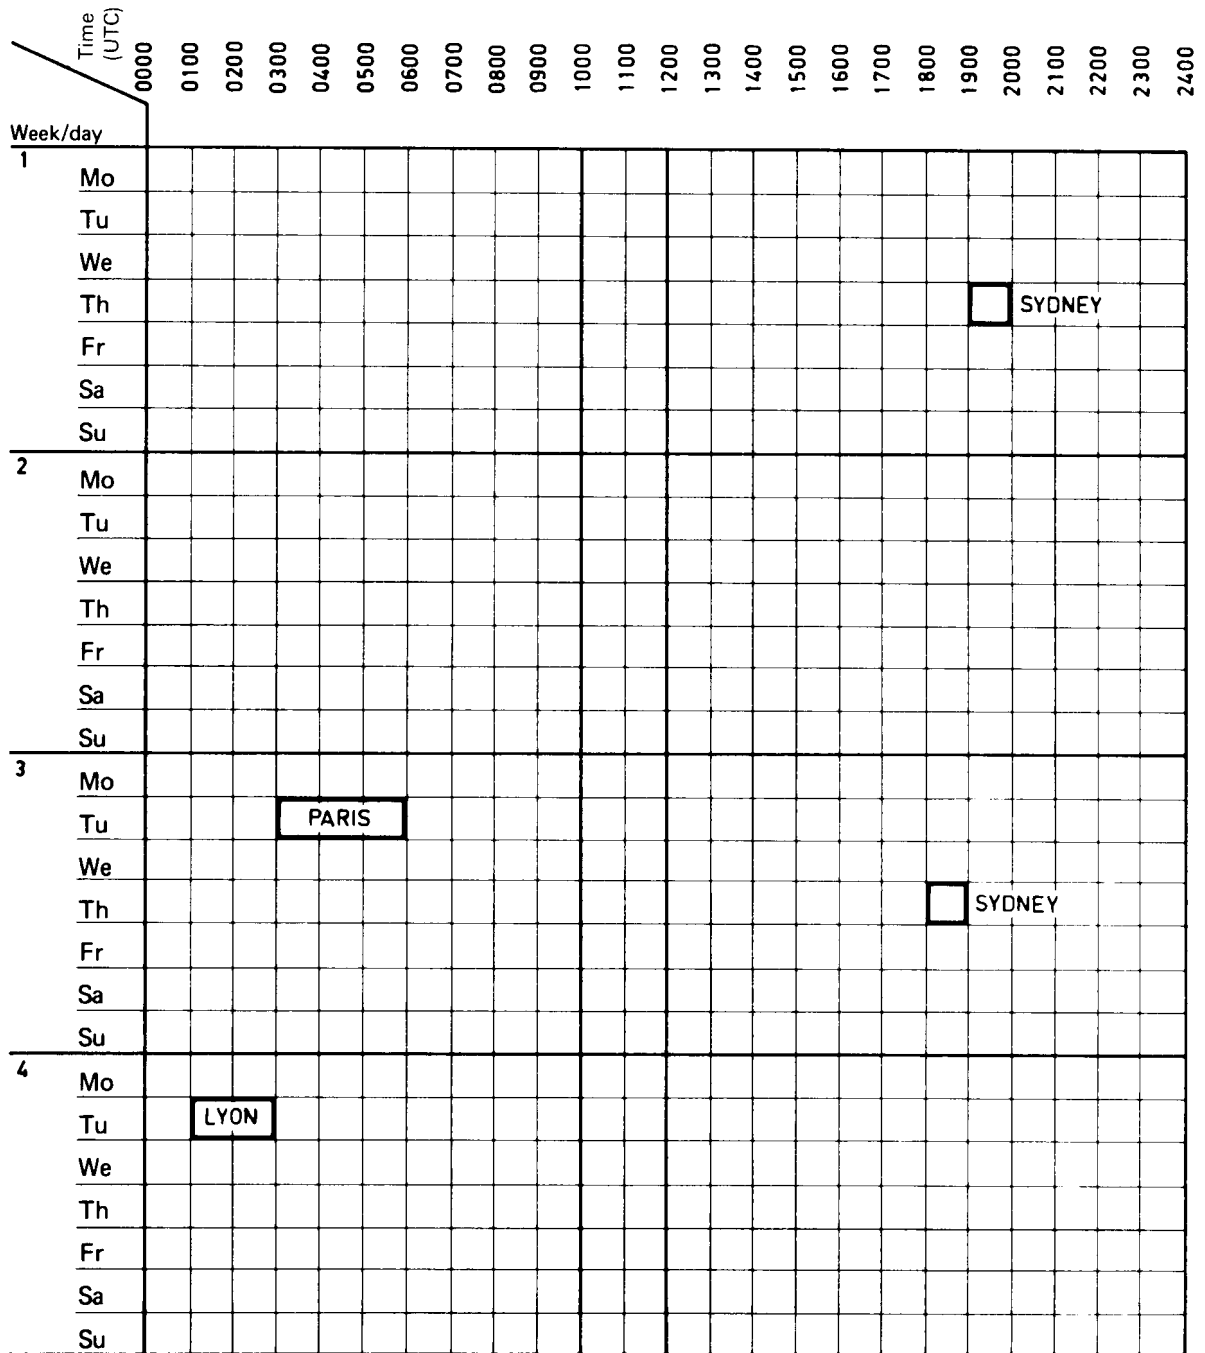 Time
(UTC)
0000 0100 0200 0300 0400 0500 0600 0700 0800 0900 1000 1100 1200 1300 1400 1500 1600 1700 1800 1900 2000 2100 2200 2300 2400
Week/day
1
Mo
Tu
We
Th SYDNEY
Fr
Sa
Su
2
Mo
Tu
We
Th
Fr
Sa
Su
3
Mo
Tu PARIS
We
Th SYDNEY
Fr
Sa
Su
4
Mo
Tu LYON
We
Th
Fr
Sa
Su